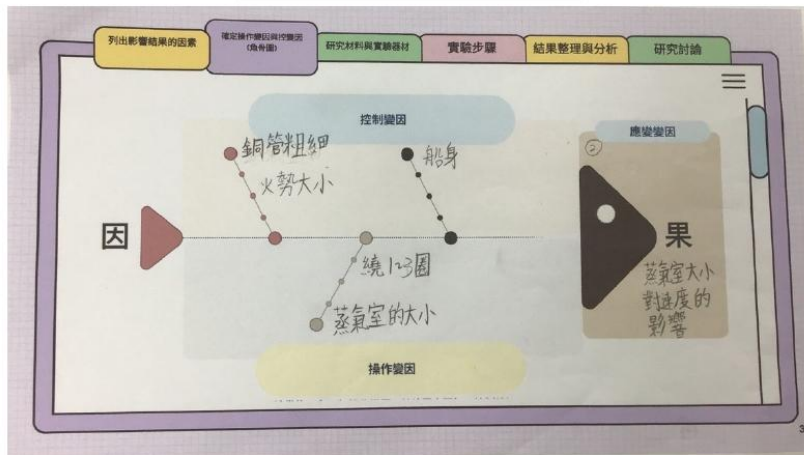 列出影響結果的因素
確定操作變因與控變因
(魚骨圖)
研究材料與實驗器材
實驗步驟
結果整理與分析
研究討論
控制變因
應變變因
銅管粗細
火勢大小
船身
②
因
果
繞123圈
蒸氣室的大小
蒸氣室大小
對速度的
影響
操作變因
3